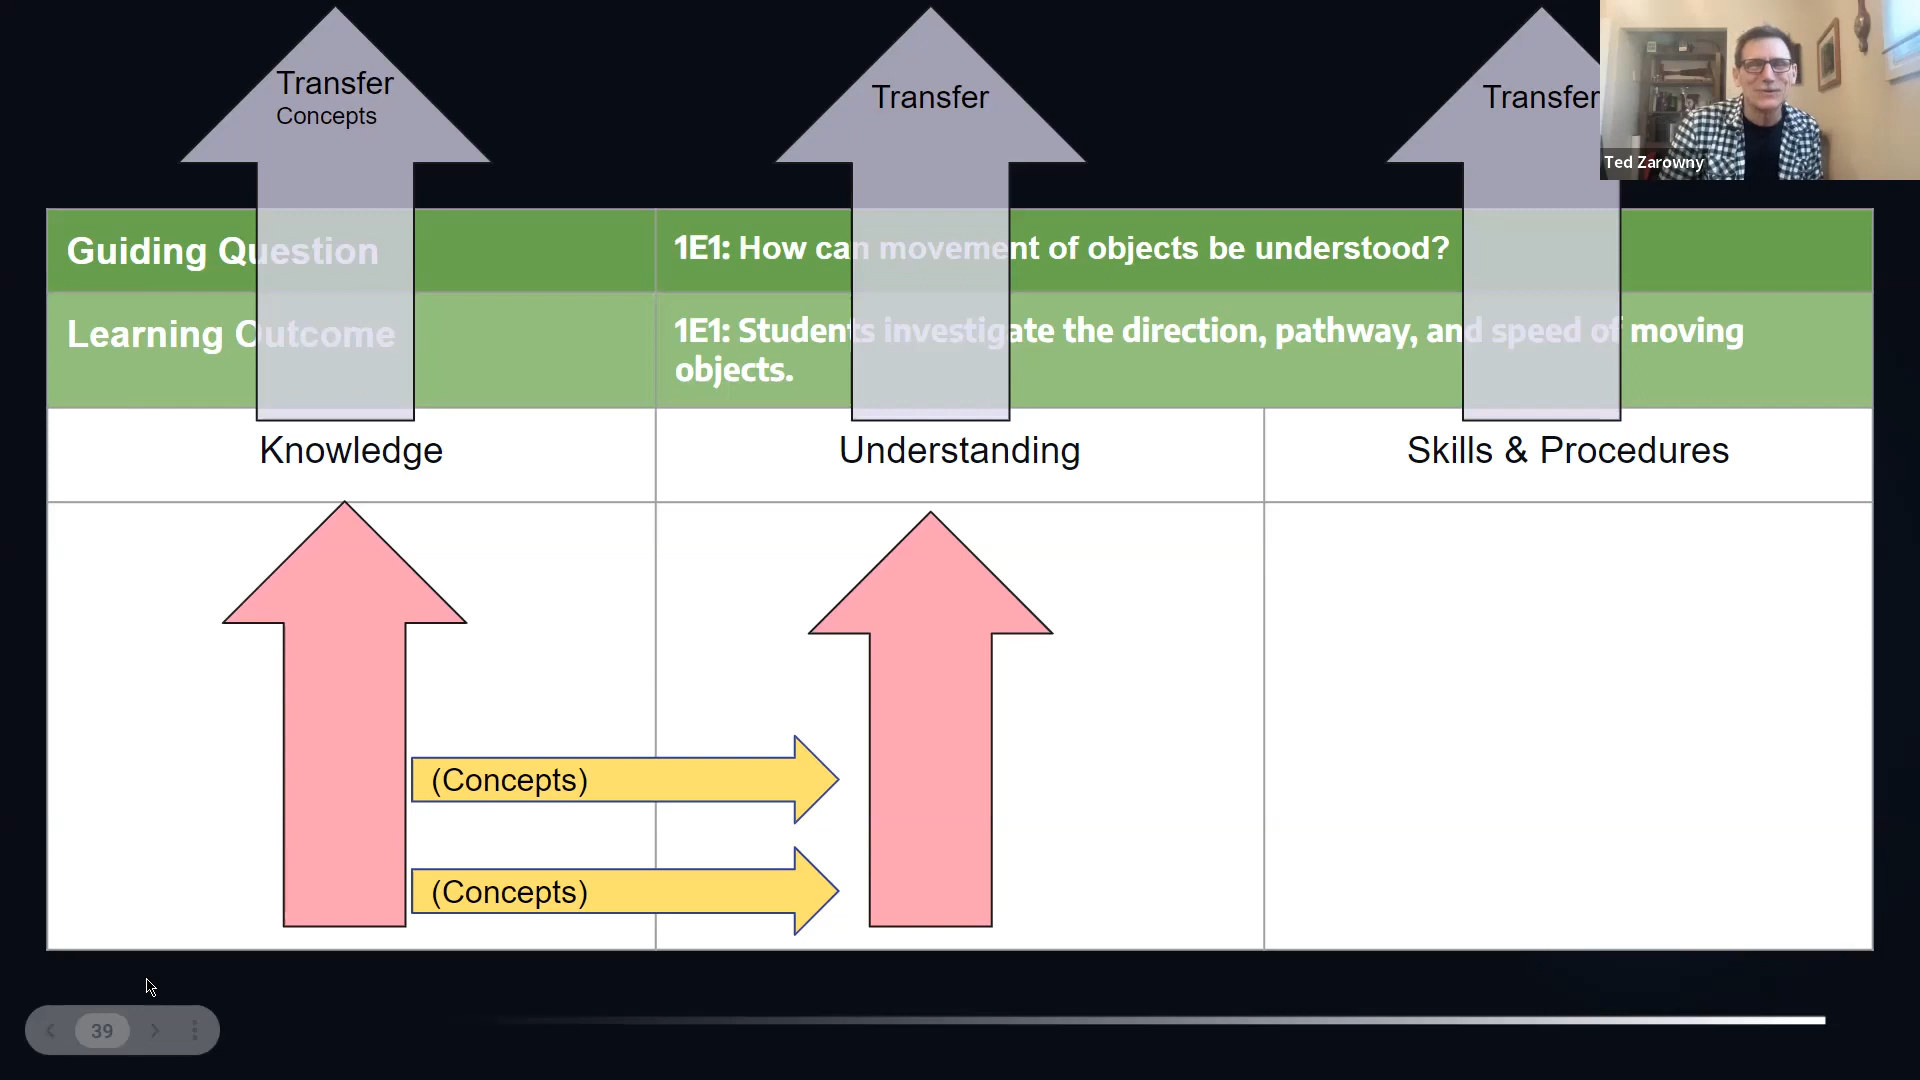 Transfer
Concepts
Transfer
Transfer
Ted Zarowny
Guiding Question
1E1: How can movement of objects be understood?
Learning Outcome
1E1: Students investigate the direction, pathway, and speed of moving
objects.
Knowledge
Understanding
Skills & Procedures
(Concepts)
(Concepts)
39